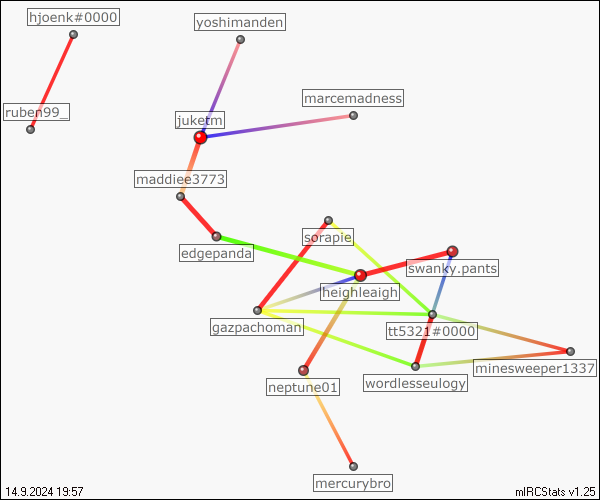 hjoenk#0000
yoshimanden
ruben99_
marcemadness
juketm
maddiee3773
sorapie
edgepanda
swanky.pants
heighleaigh
gazpachoman
tt5321#0000
minesweeper1337
neptune01
wordlesseulogy
mercurybro
14.9.2024 19:57
mIRCStats v1.25